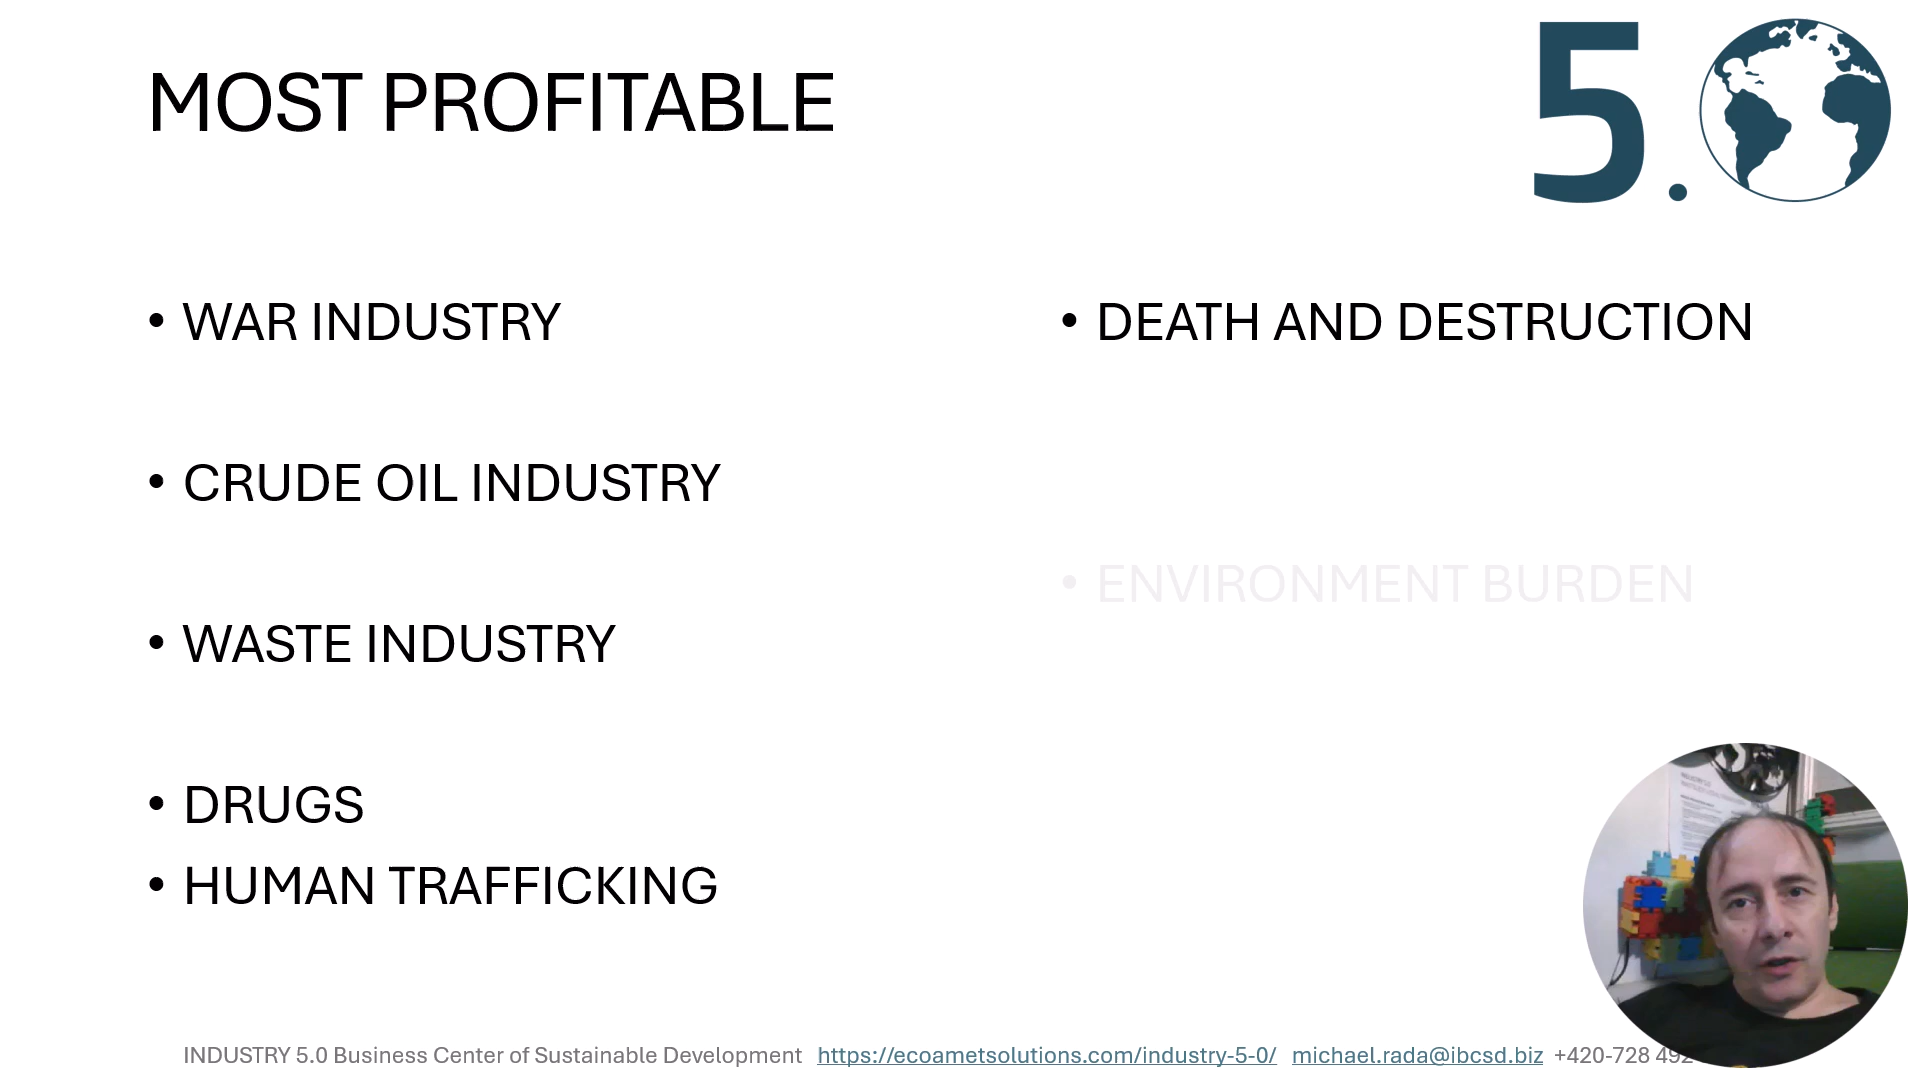 MOST PROFITABLE
5.
• WAR INDUSTRY
• CRUDE OIL INDUSTRY
• WASTE INDUSTRY
• DRUGS
• HUMAN TRAFFICKING
• DEATH AND DESTRUCTION
• ENVIRONMENT BURDEN
INDUSTRY 5.0 Business Center of Sustainable Development https://ecoametsolutions.com/industry-5-0/ michael.rada@ibcsd.biz +420-728 492